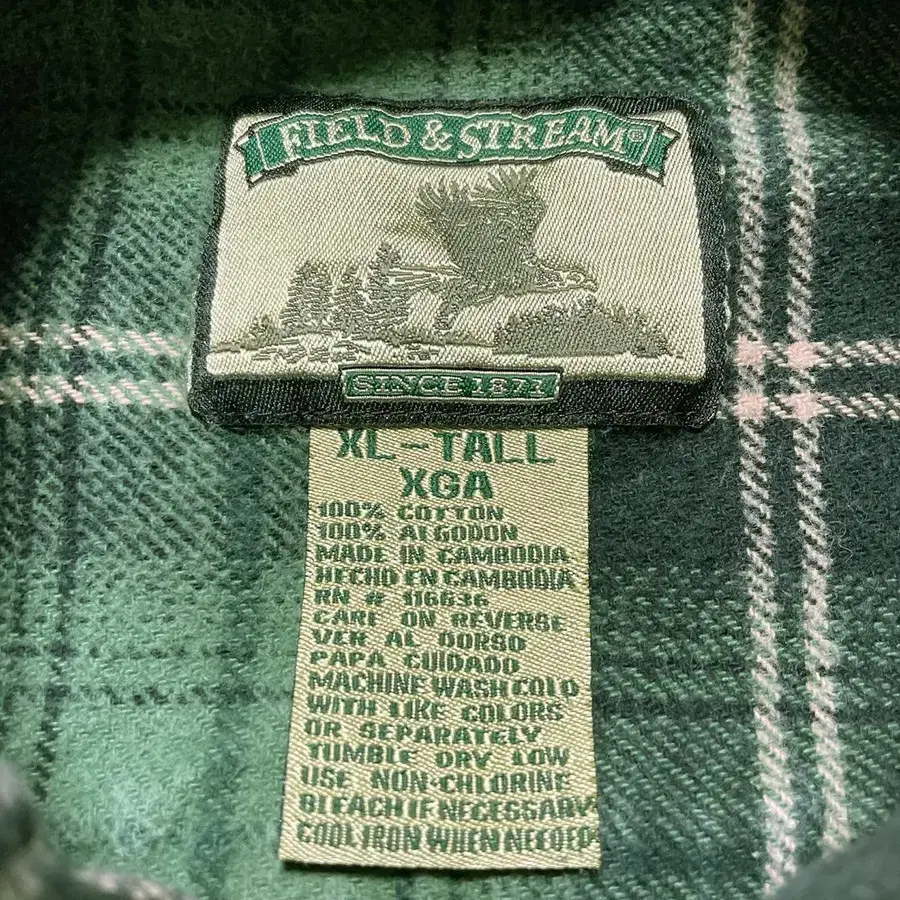 FIELD & STREAM®
SINCE 1871
XL-TALL
XGA
100% COTTON
100% ALGODON
MADE IN CAMBODIA
HECHO EN CAMBODIA
RN # 116636
CARE ON REVERSE
VER AL DORSO
PAPA CUIDADO
MACHINE WASH COLD
WITH LIKE COLORS
OR SEPARATELY
TUMBLE DRY LOW
USE NON-CHLORINE
BLEACH IF NECESSARY
COOL IRON WHEN NEEDED